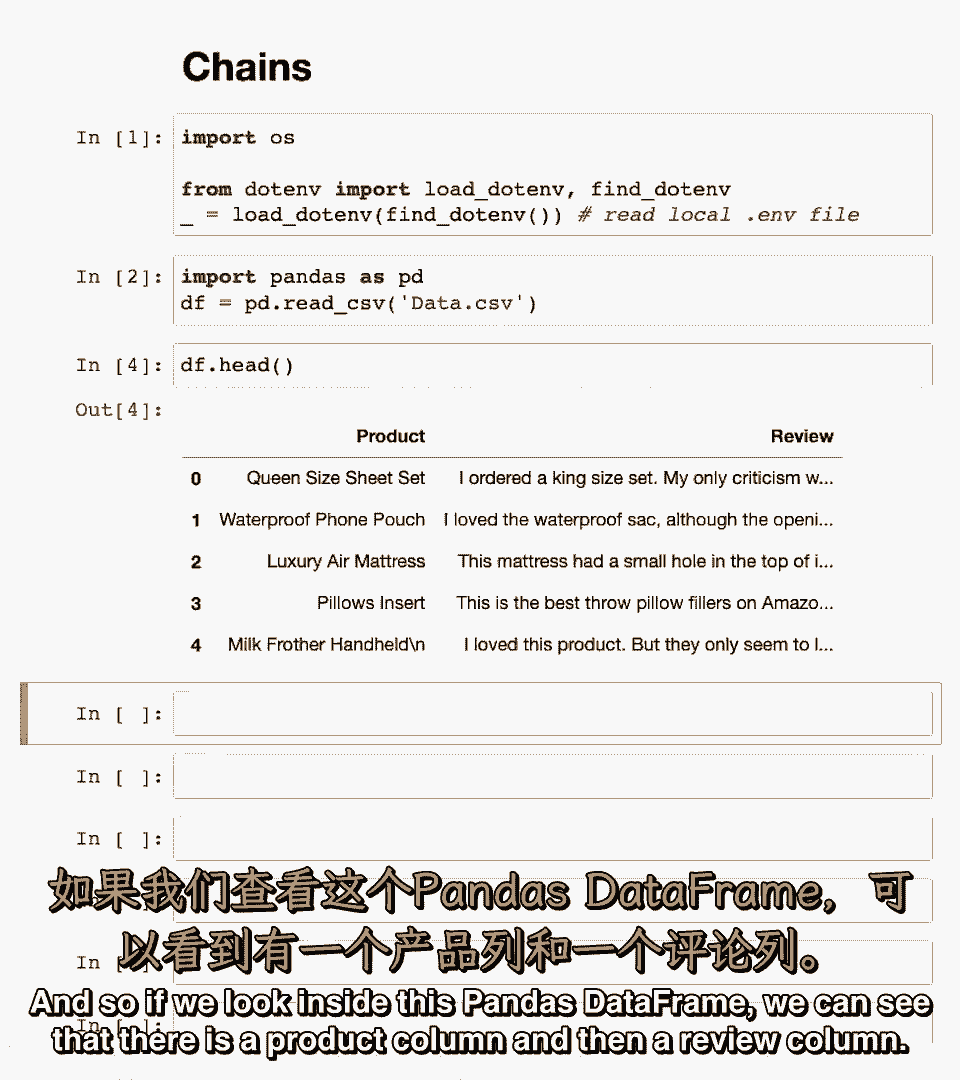 Chains
In [1]:
import os
from dotenv import load_dotenv, find_dotenv
_ = load_dotenv(find_dotenv()) # read local .env file
In [2]:
import pandas as pd
df = pd.read_csv('Data.csv')
In [4]:
df.head()
Out[4]:
Product Review
0 Queen Size Sheet Set I ordered a king size set. My only criticism w...
1 Waterproof Phone Pouch I loved the waterproof sac, although the openi...
2 Luxury Air Mattress This mattress had a small hole in the top of i...
3 Pillows Insert This is the best throw pillow fillers on Amazo...
4 Milk Frother Handheld\n I loved this product. But they only seem to l...
In [ ]:
In [ ]:
In [ ]:
如果我们查看这个Pandas DataFrame，可
以看到有一个产品列和一个评论列。
And so if we look inside this Pandas DataFrame, we can see
that there is a product column and then a review column.